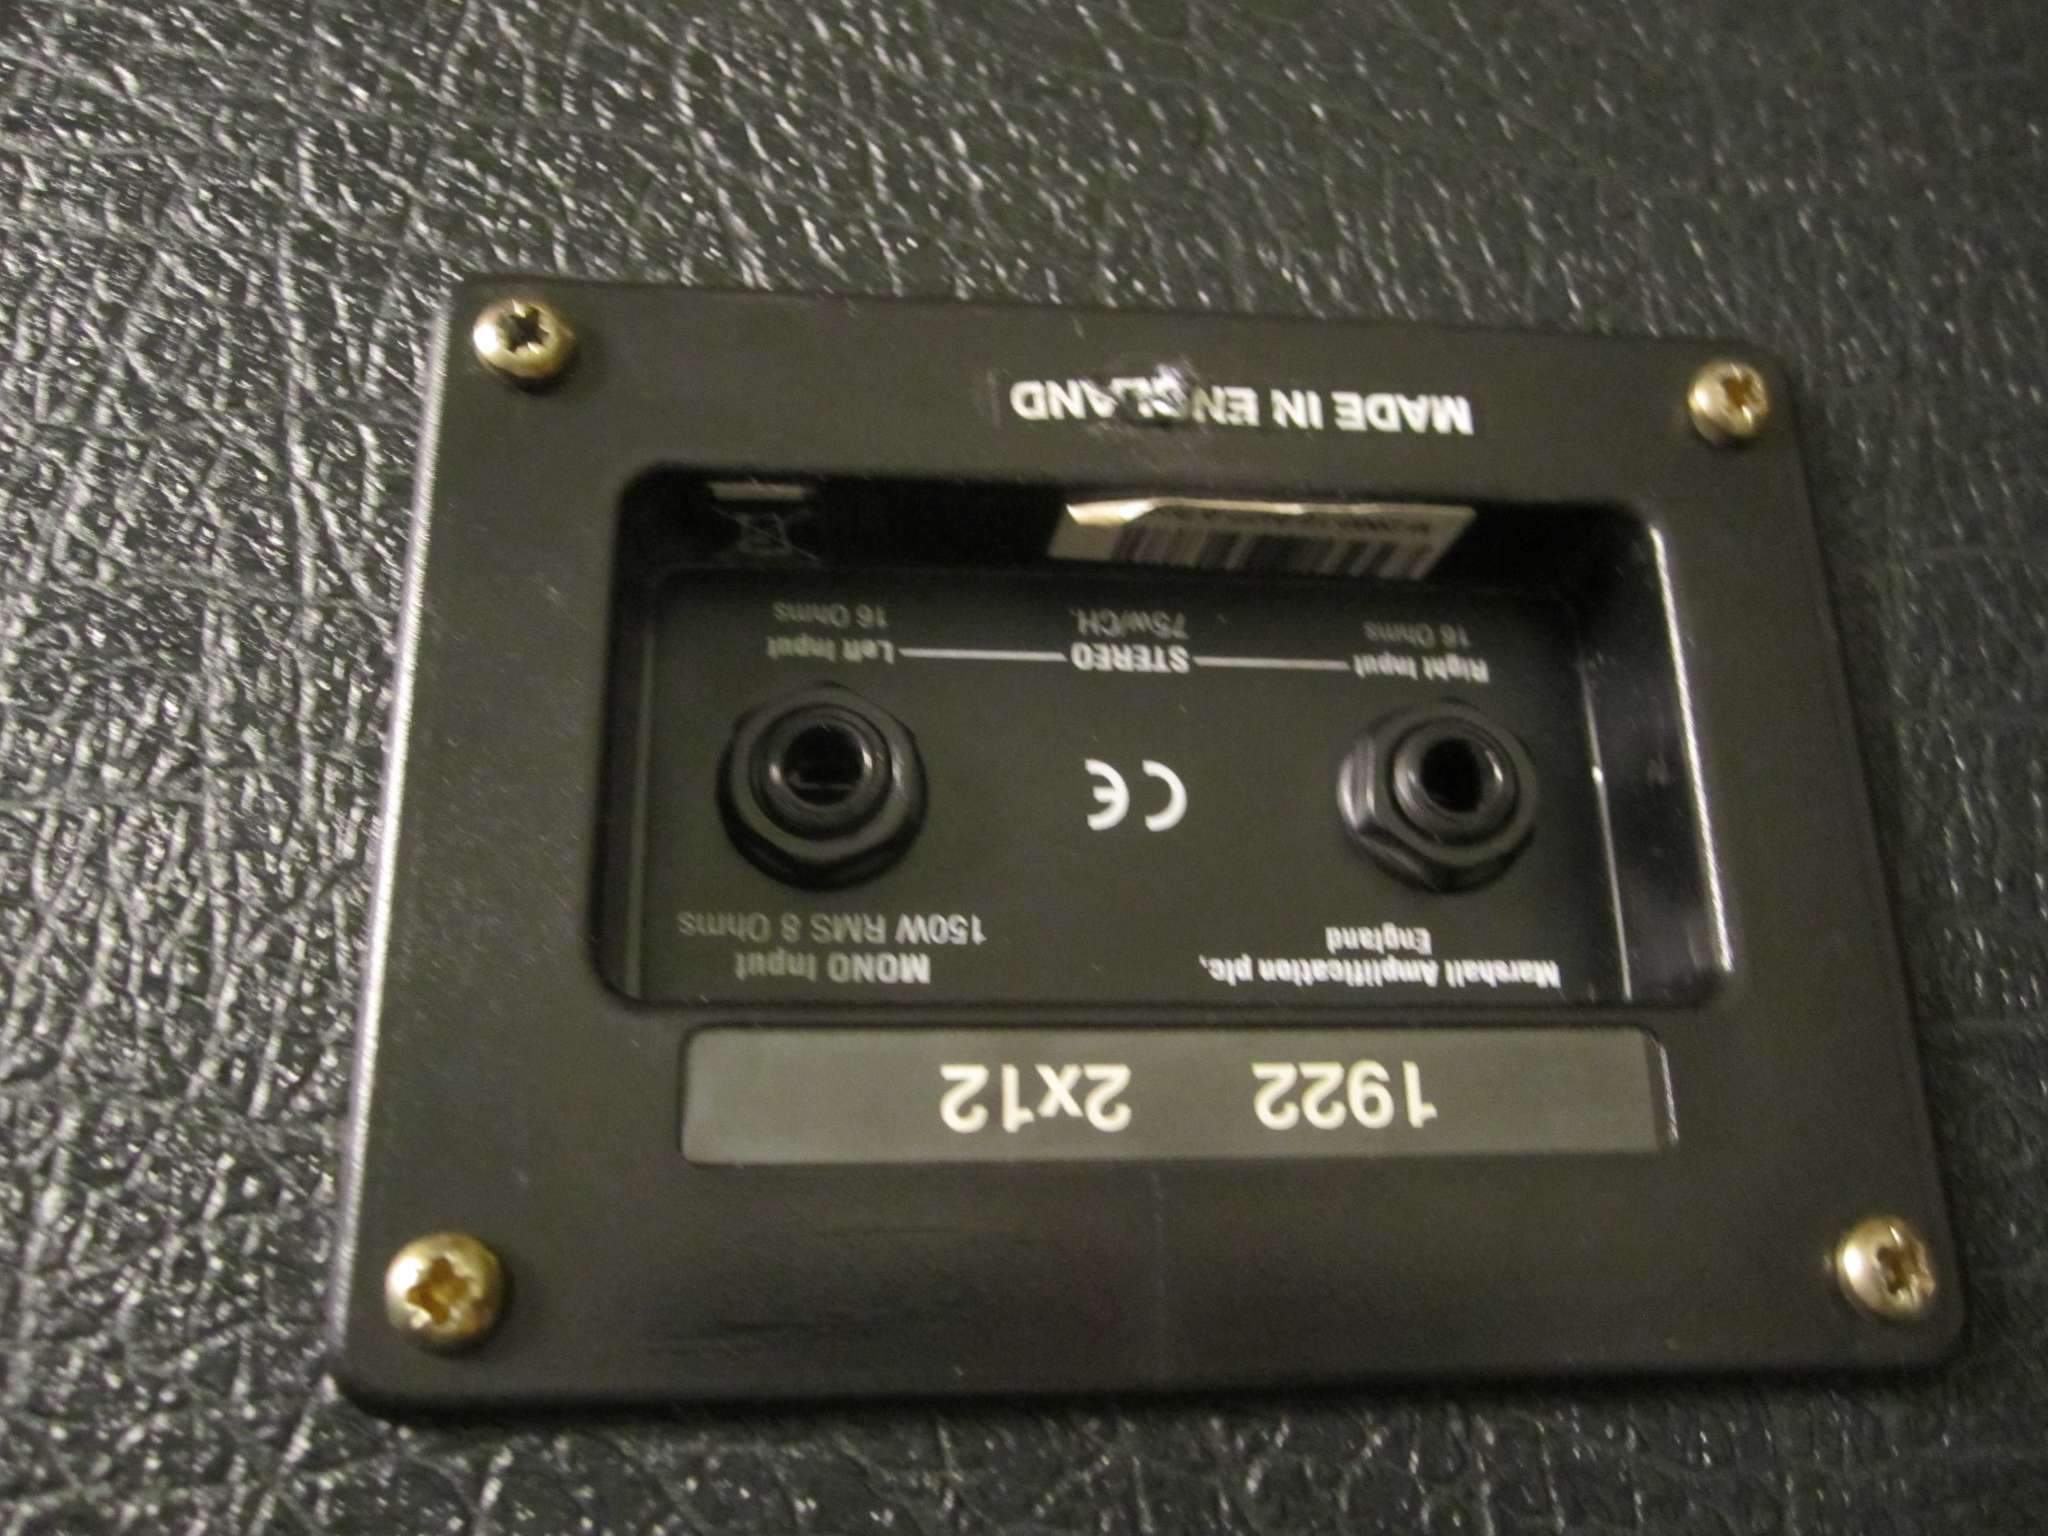 1922 2x12
Marshall Amplification plc,
England
MONO Input
150W RMS 8 Ohms
CE
Right Input
16 Ohms
STEREO
75w/CH.
Left Input
16 Ohms
MADE IN ENGLAND